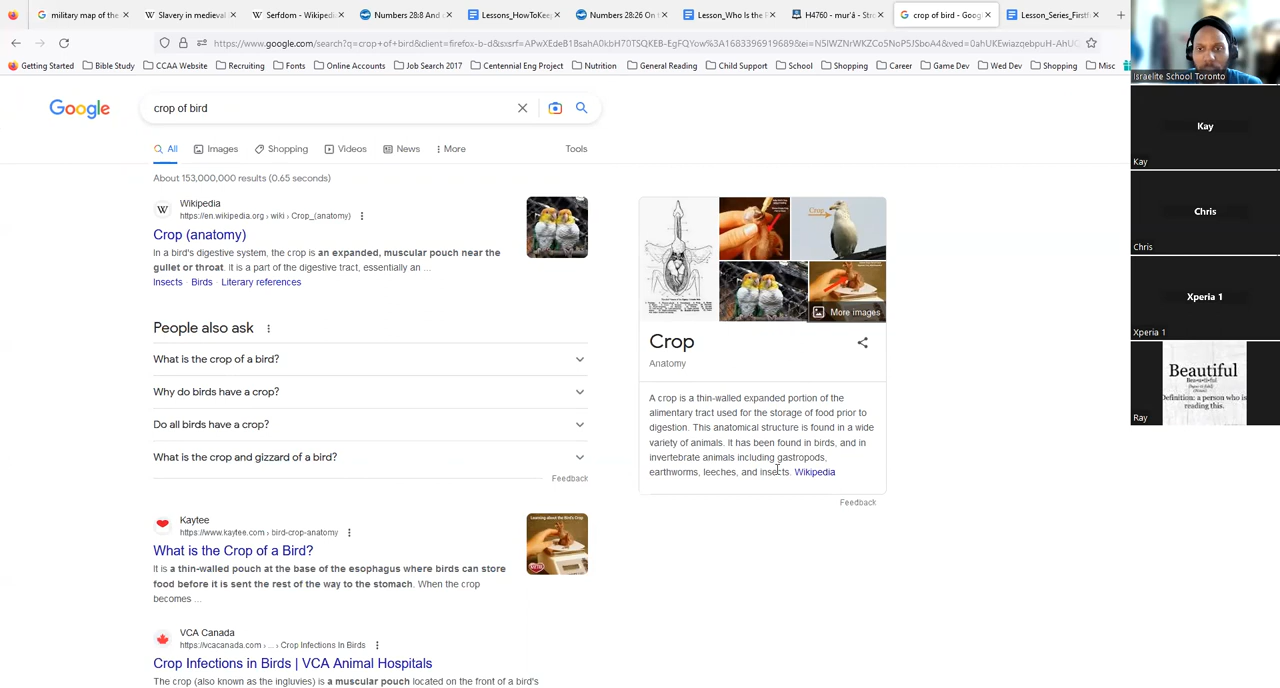 military map of the
Slavery in medieval
Serfdom - Wikipedi
Numbers 28:8 And
Lessons_HowToKee
Numbers 28:26 On
Lesson_Who Is the
H4760 - mur'á - Str
crop of bird - Goog
Lesson_Series_Firstf
Getting Started
Bible Study
CCAA Website
Recruiting
Fonts
Online Accounts
Job Search 2017
Centennial Eng Project
Nutrition
General Reading
Child Support
School
Shopping
Career
Game Dev
Wed Dev
Shopping
Misc
Google
crop of bird
All
Images
Shopping
Videos
News
More
Tools
About 153,000,000 results (0.65 seconds)
Wikipedia
https://en.wikipedia.org › wiki › Crop_(anatomy)
Crop (anatomy)
In a bird's digestive system, the crop is an expanded, muscular pouch near the
gullet or throat. It is a part of the digestive tract, essentially an ...
Insects Birds Literary references
People also ask
What is the crop of a bird?
Why do birds have a crop?
Do all birds have a crop?
What is the crop and gizzard of a bird?
Feedback
Kaytee
https://www.kaytee.com › bird-crop-anatomy
What is the Crop of a Bird?
It is a thin-walled pouch at the base of the esophagus where birds can store
food before it is sent the rest of the way to the stomach. When the crop
becomes ...
VCA Canada
https://vcacanada.com › ... › Crop Infections In Birds
Crop Infections in Birds | VCA Animal Hospitals
The crop (also known as the ingluvies) is a muscular pouch located on the front of a bird's
Crop
More images
Crop
Anatomy
A crop is a thin-walled expanded portion of the
alimentary tract used for the storage of food prior to
digestion. This anatomical structure is found in a wide
variety of animals. It has been found in birds, and in
invertebrate animals including gastropods,
earthworms, leeches, and insects. Wikipedia
Feedback
Israelite School Toronto
Kay
Kay
Chris
Chris
Xperia 1
Xperia 1
Beautiful
Definition: a person who is
reading this.
Ray